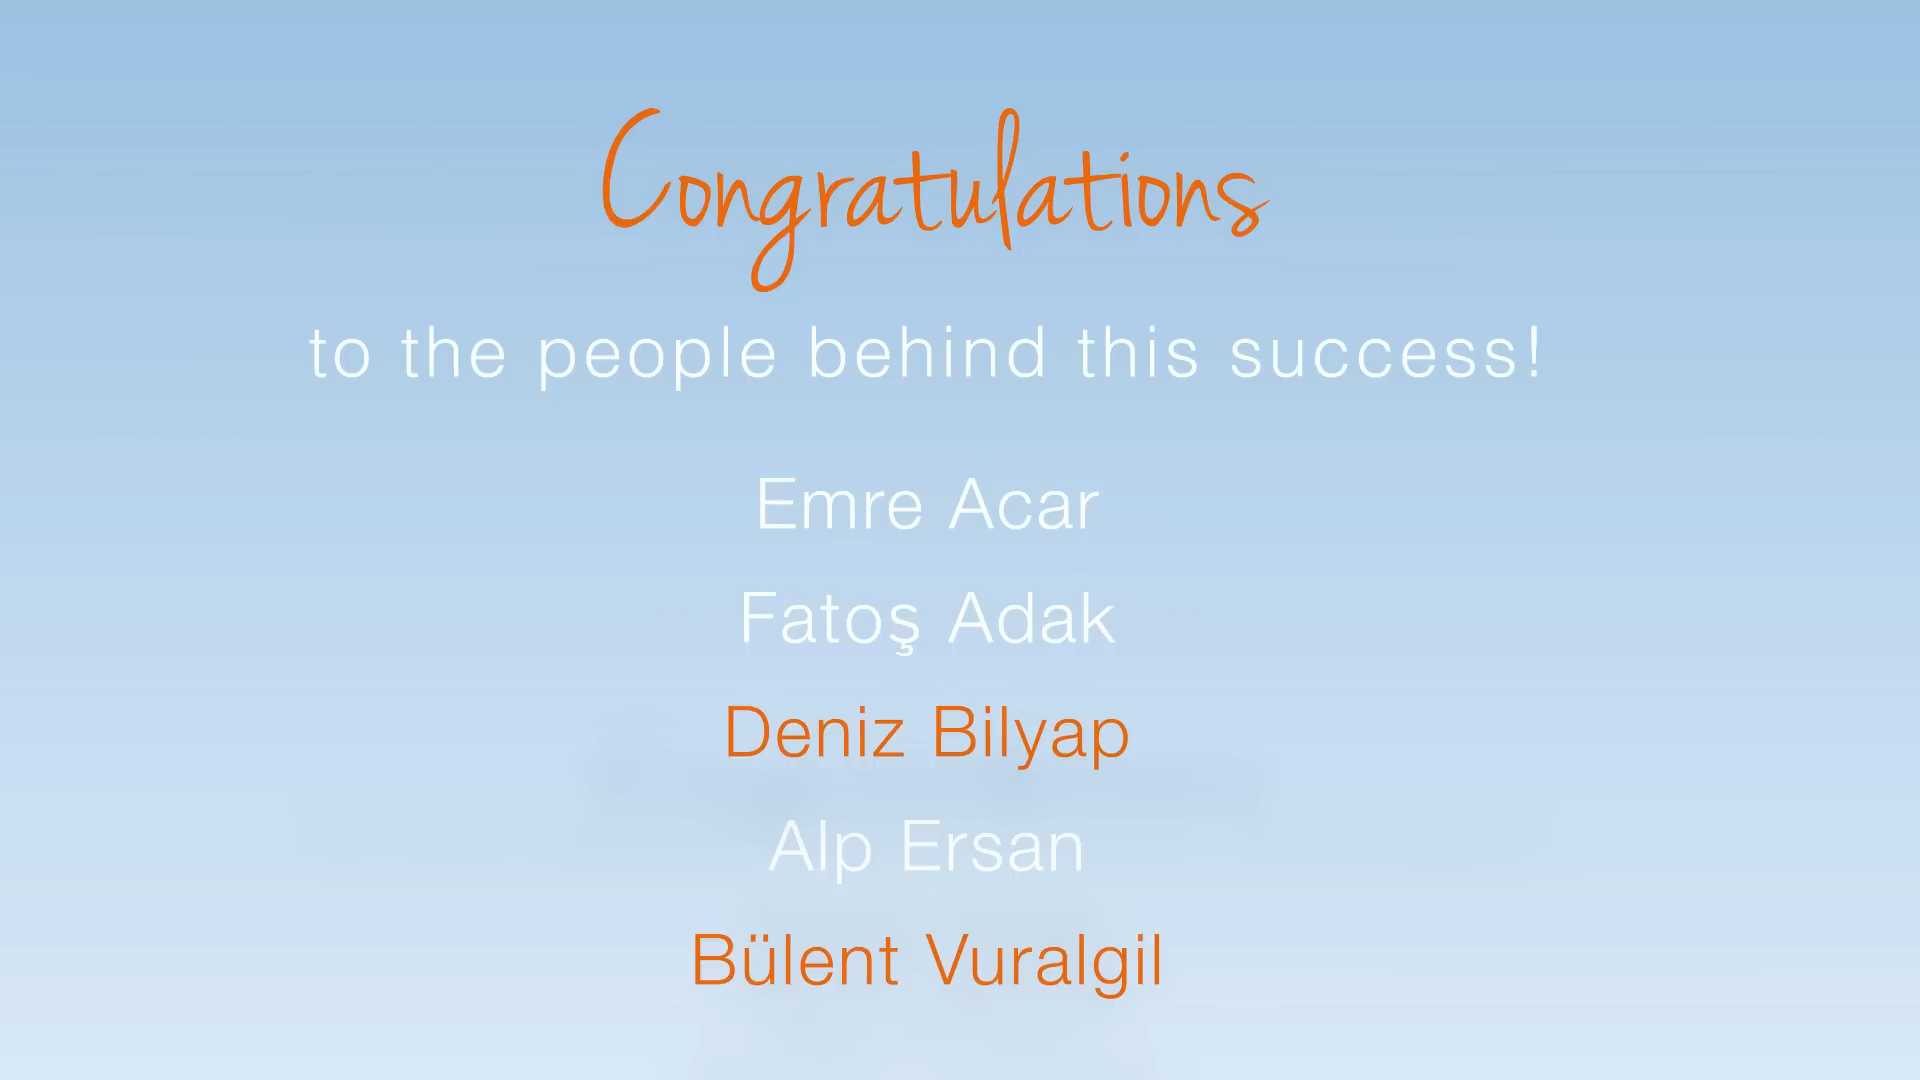 Congratulations
to the people behind this success!
Emre Acar
Fatoş Adak
Deniz Bilyap
Alp Ersan
Bülent Vuralgil